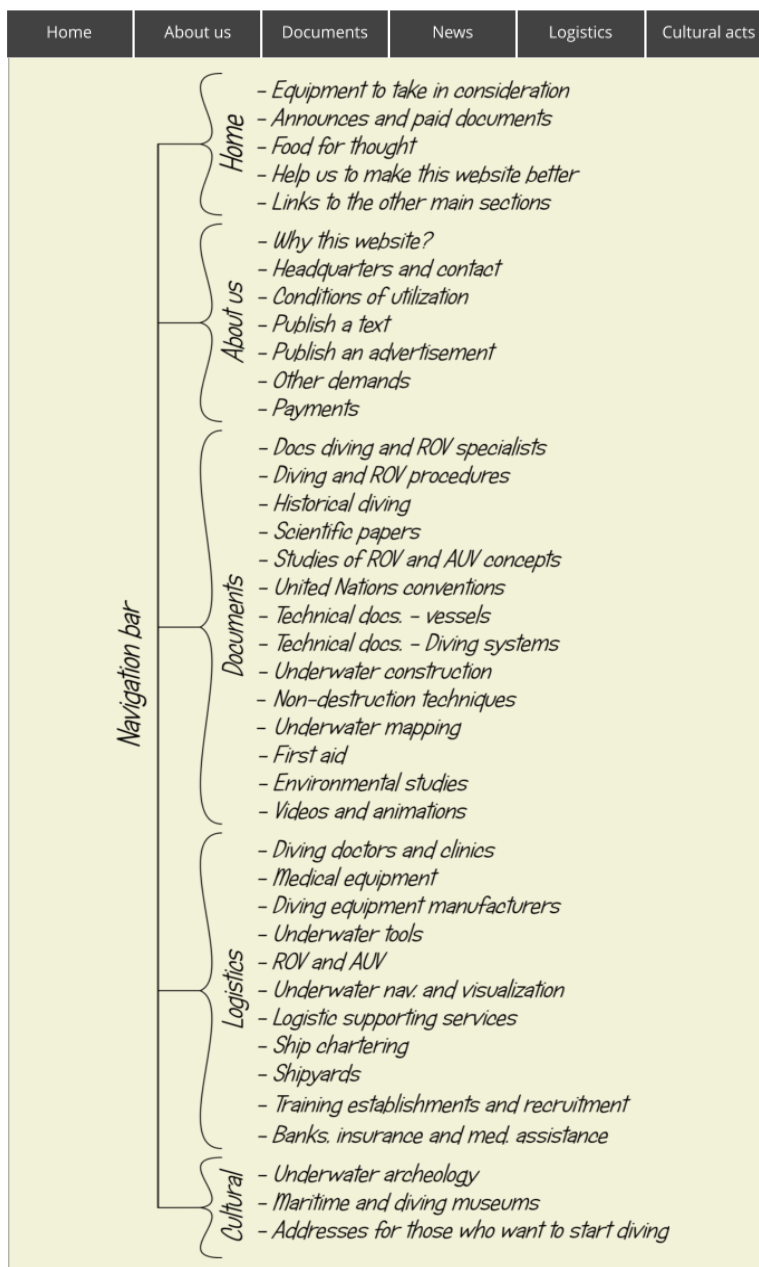 Home About us Documents News Logistics Cultural acts
Navigation bar
Home
- Equipment to take in consideration
- Announces and paid documents
- Food for thought
- Help us to make this website better
- Links to the other main sections
About us
- Why this website?
- Headquarters and contact
- Conditions of utilization
- Publish a text
- Publish an advertisement
- Other demands
- Payments
Documents
- Docs diving and ROV specialists
- Diving and ROV procedures
- Historical diving
- Scientific papers
- Studies of ROV and AUV concepts
- United Nations conventions
- Technical docs. - vessels
- Technical docs. - Diving systems
- Underwater construction
- Non-destruction techniques
- Underwater mapping
- First aid
- Environmental studies
- Videos and animations
Logistics
- Diving doctors and clinics
- Medical equipment
- Diving equipment manufacturers
- Underwater tools
- ROV and AUV
- Underwater nav. and visualization
- Logistic supporting services
- Ship chartering
- Shipyards
- Training establishments and recruitment
- Banks. insurance and med. assistance
Cultural
- Underwater archeology
- Maritime and diving museums
- Addresses for those who want to start diving